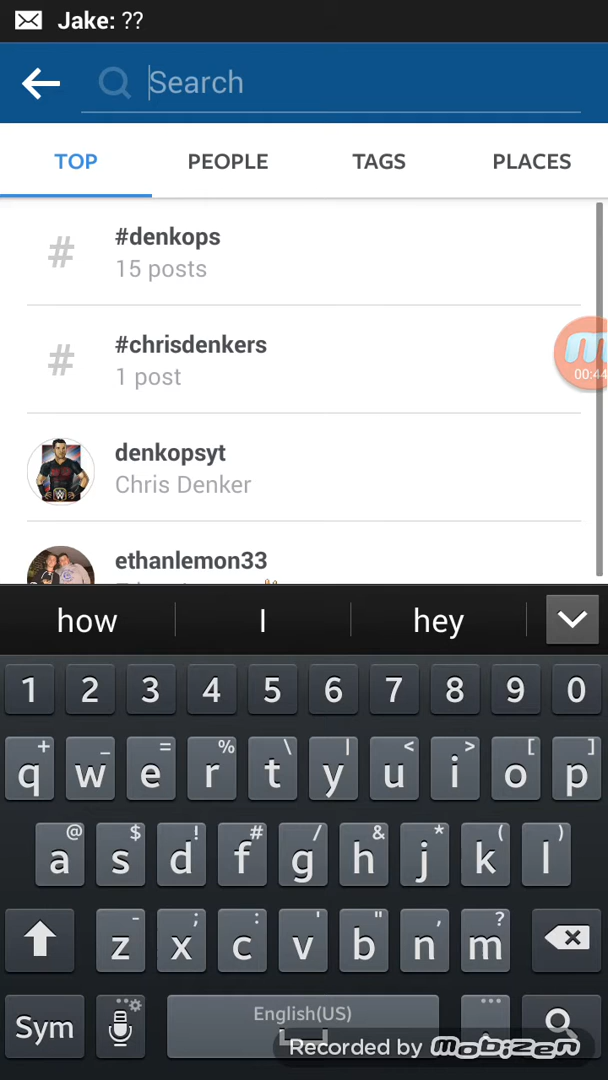 Jake: ??
Search
TOP PEOPLE TAGS PLACES
#denkops
15 posts
#chrisdenkers
1 post
00:44
denkopsyt
Chris Denker
ethanlemon33
how I hey
1 2 3 4 5 6 7 8 9 0
+ _ = % \ | < > [ ]
q w e r t y u i o p
@ $ ! # / & * ( )
a s d f g h j k l
- ; : ' " , ?
z x c v b n m
Sym English(US) .
Recorded by mobizen